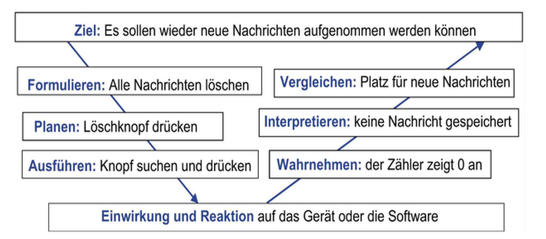 Ziel: Es sollen wieder neue Nachrichten aufgenommen werden können
Formulieren: Alle Nachrichten löschen
Planen: Löschknopf drücken
Ausführen: Knopf suchen und drücken
Einwirkung und Reaktion auf das Gerät oder die Software
Wahrnehmen: der Zähler zeigt 0 an
Interpretieren: keine Nachricht gespeichert
Vergleichen: Platz für neue Nachrichten